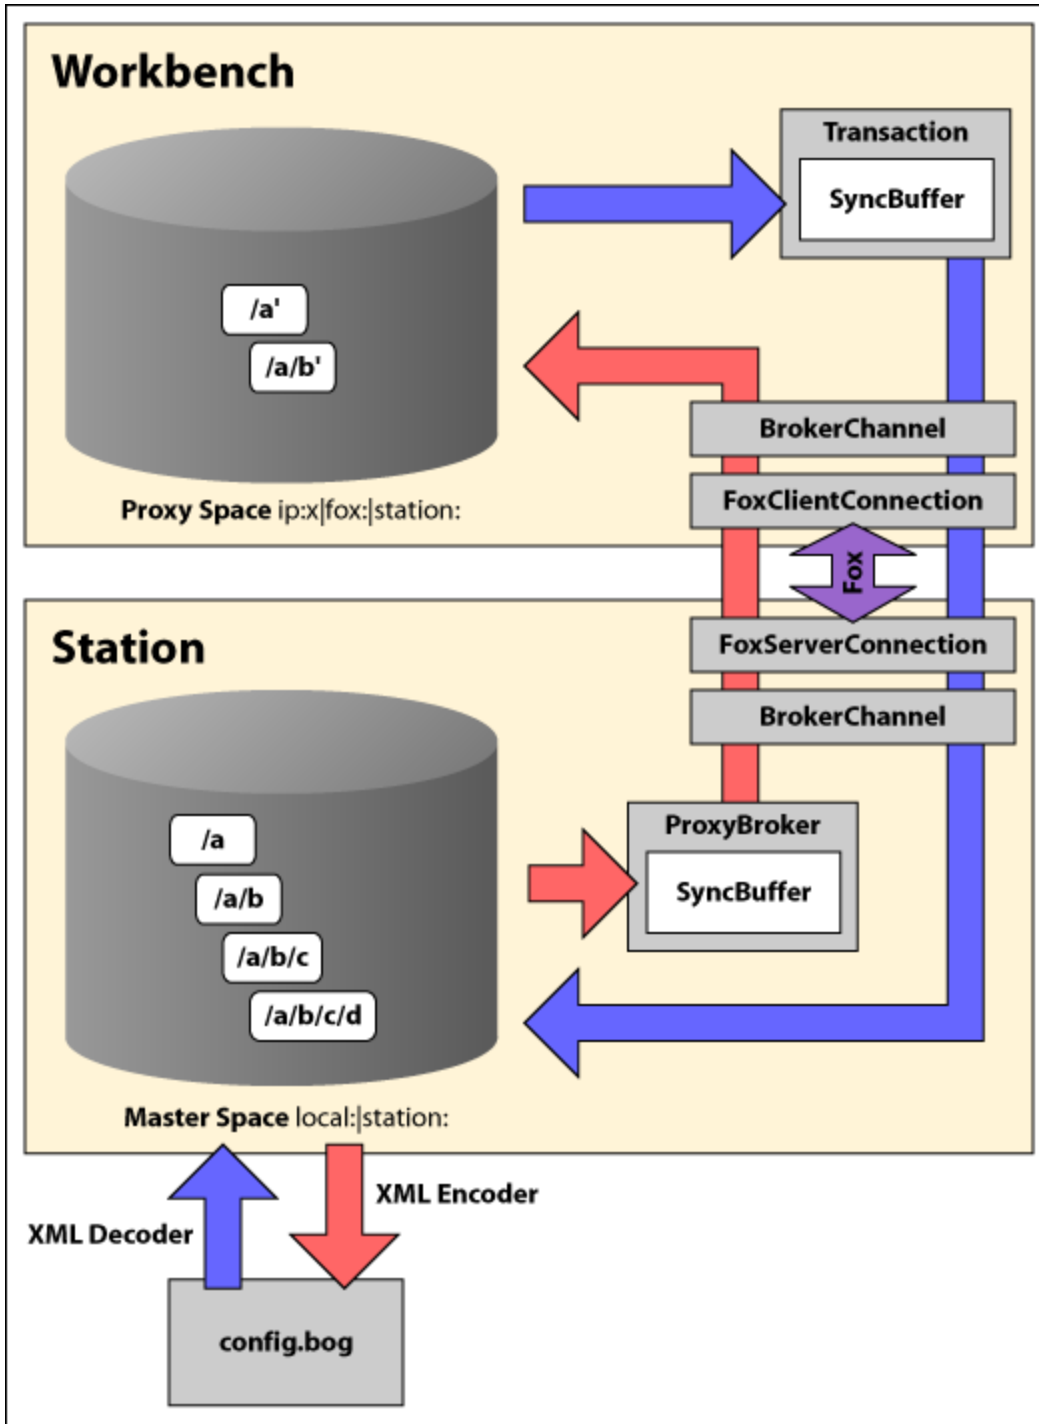 Workbench
Transaction
SyncBuffer
/a'
/a/b'
BrokerChannel
FoxClientConnection
Proxy Space ip:x|fox:|station:
Fox
Station
FoxServerConnection
BrokerChannel
/a
/a/b
/a/b/c
/a/b/c/d
ProxyBroker
SyncBuffer
Master Space local:|station:
XML Decoder
XML Encoder
config.bog